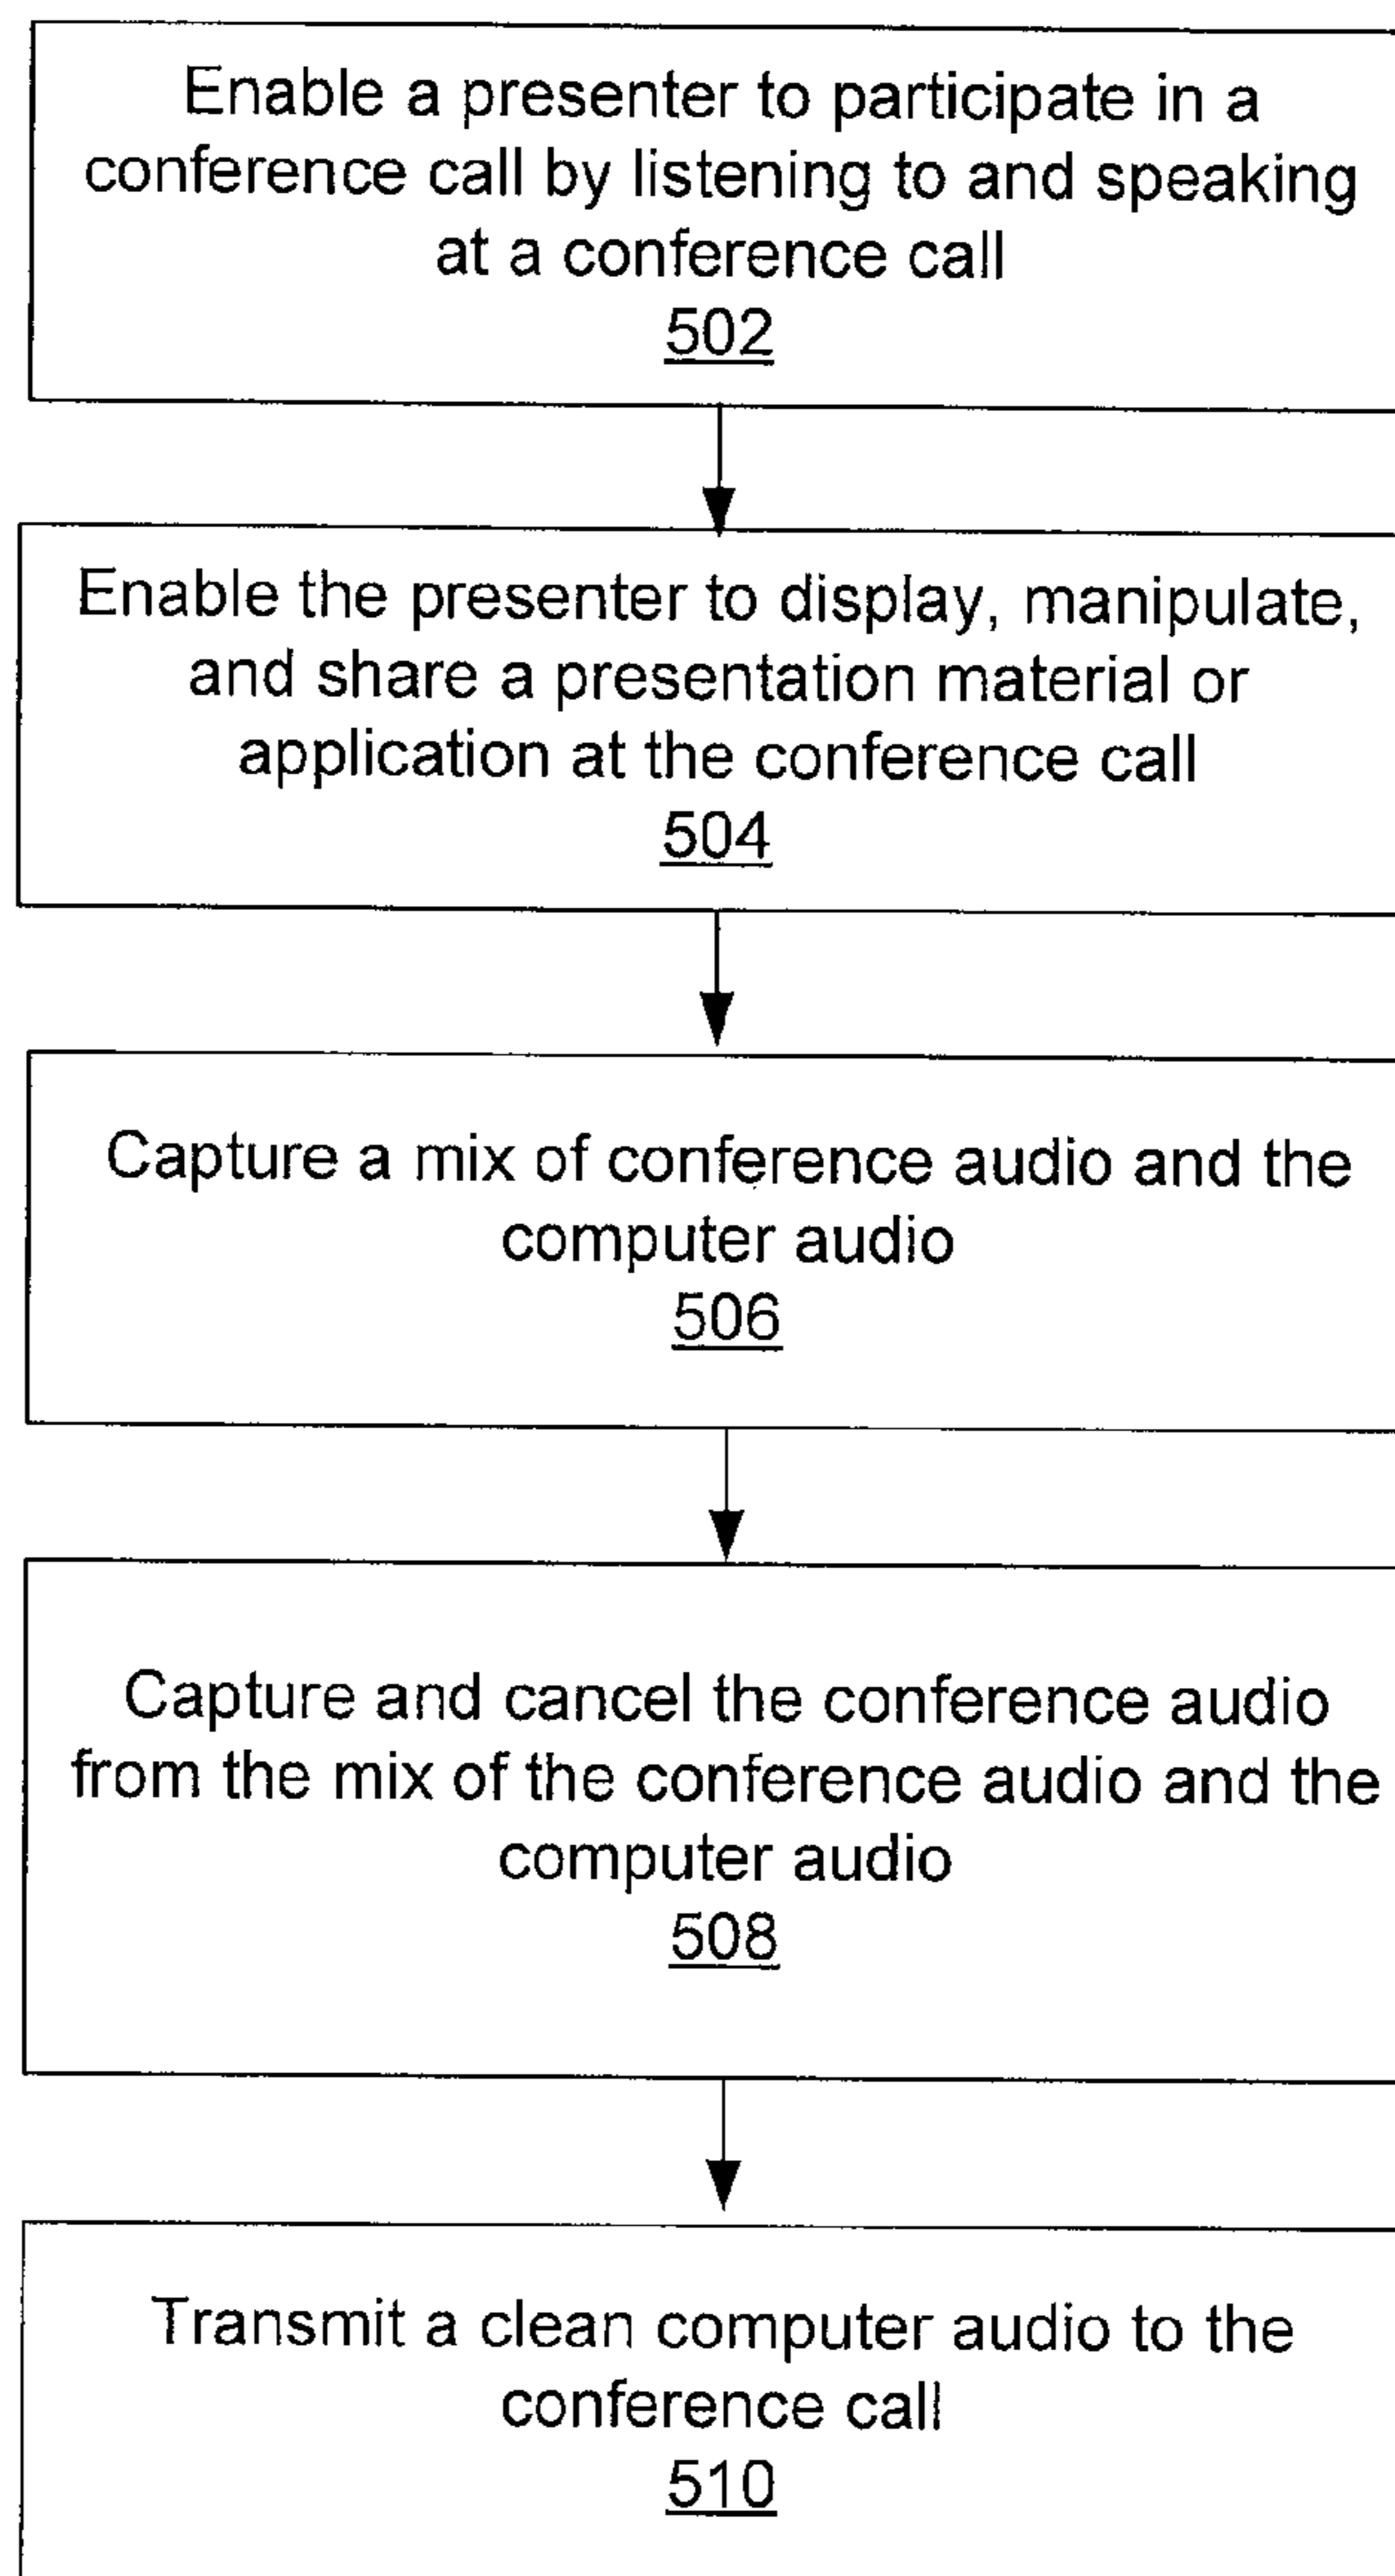 Enable a presenter to participate in a
conference call by listening to and speaking
at a conference call
502
Enable the presenter to display, manipulate,
and share a presentation material or
application at the conference call
504
Capture a mix of conference audio and the
computer audio
506
Capture and cancel the conference audio
from the mix of the conference audio and the
computer audio
508
Transmit a clean computer audio to the
conference call
510